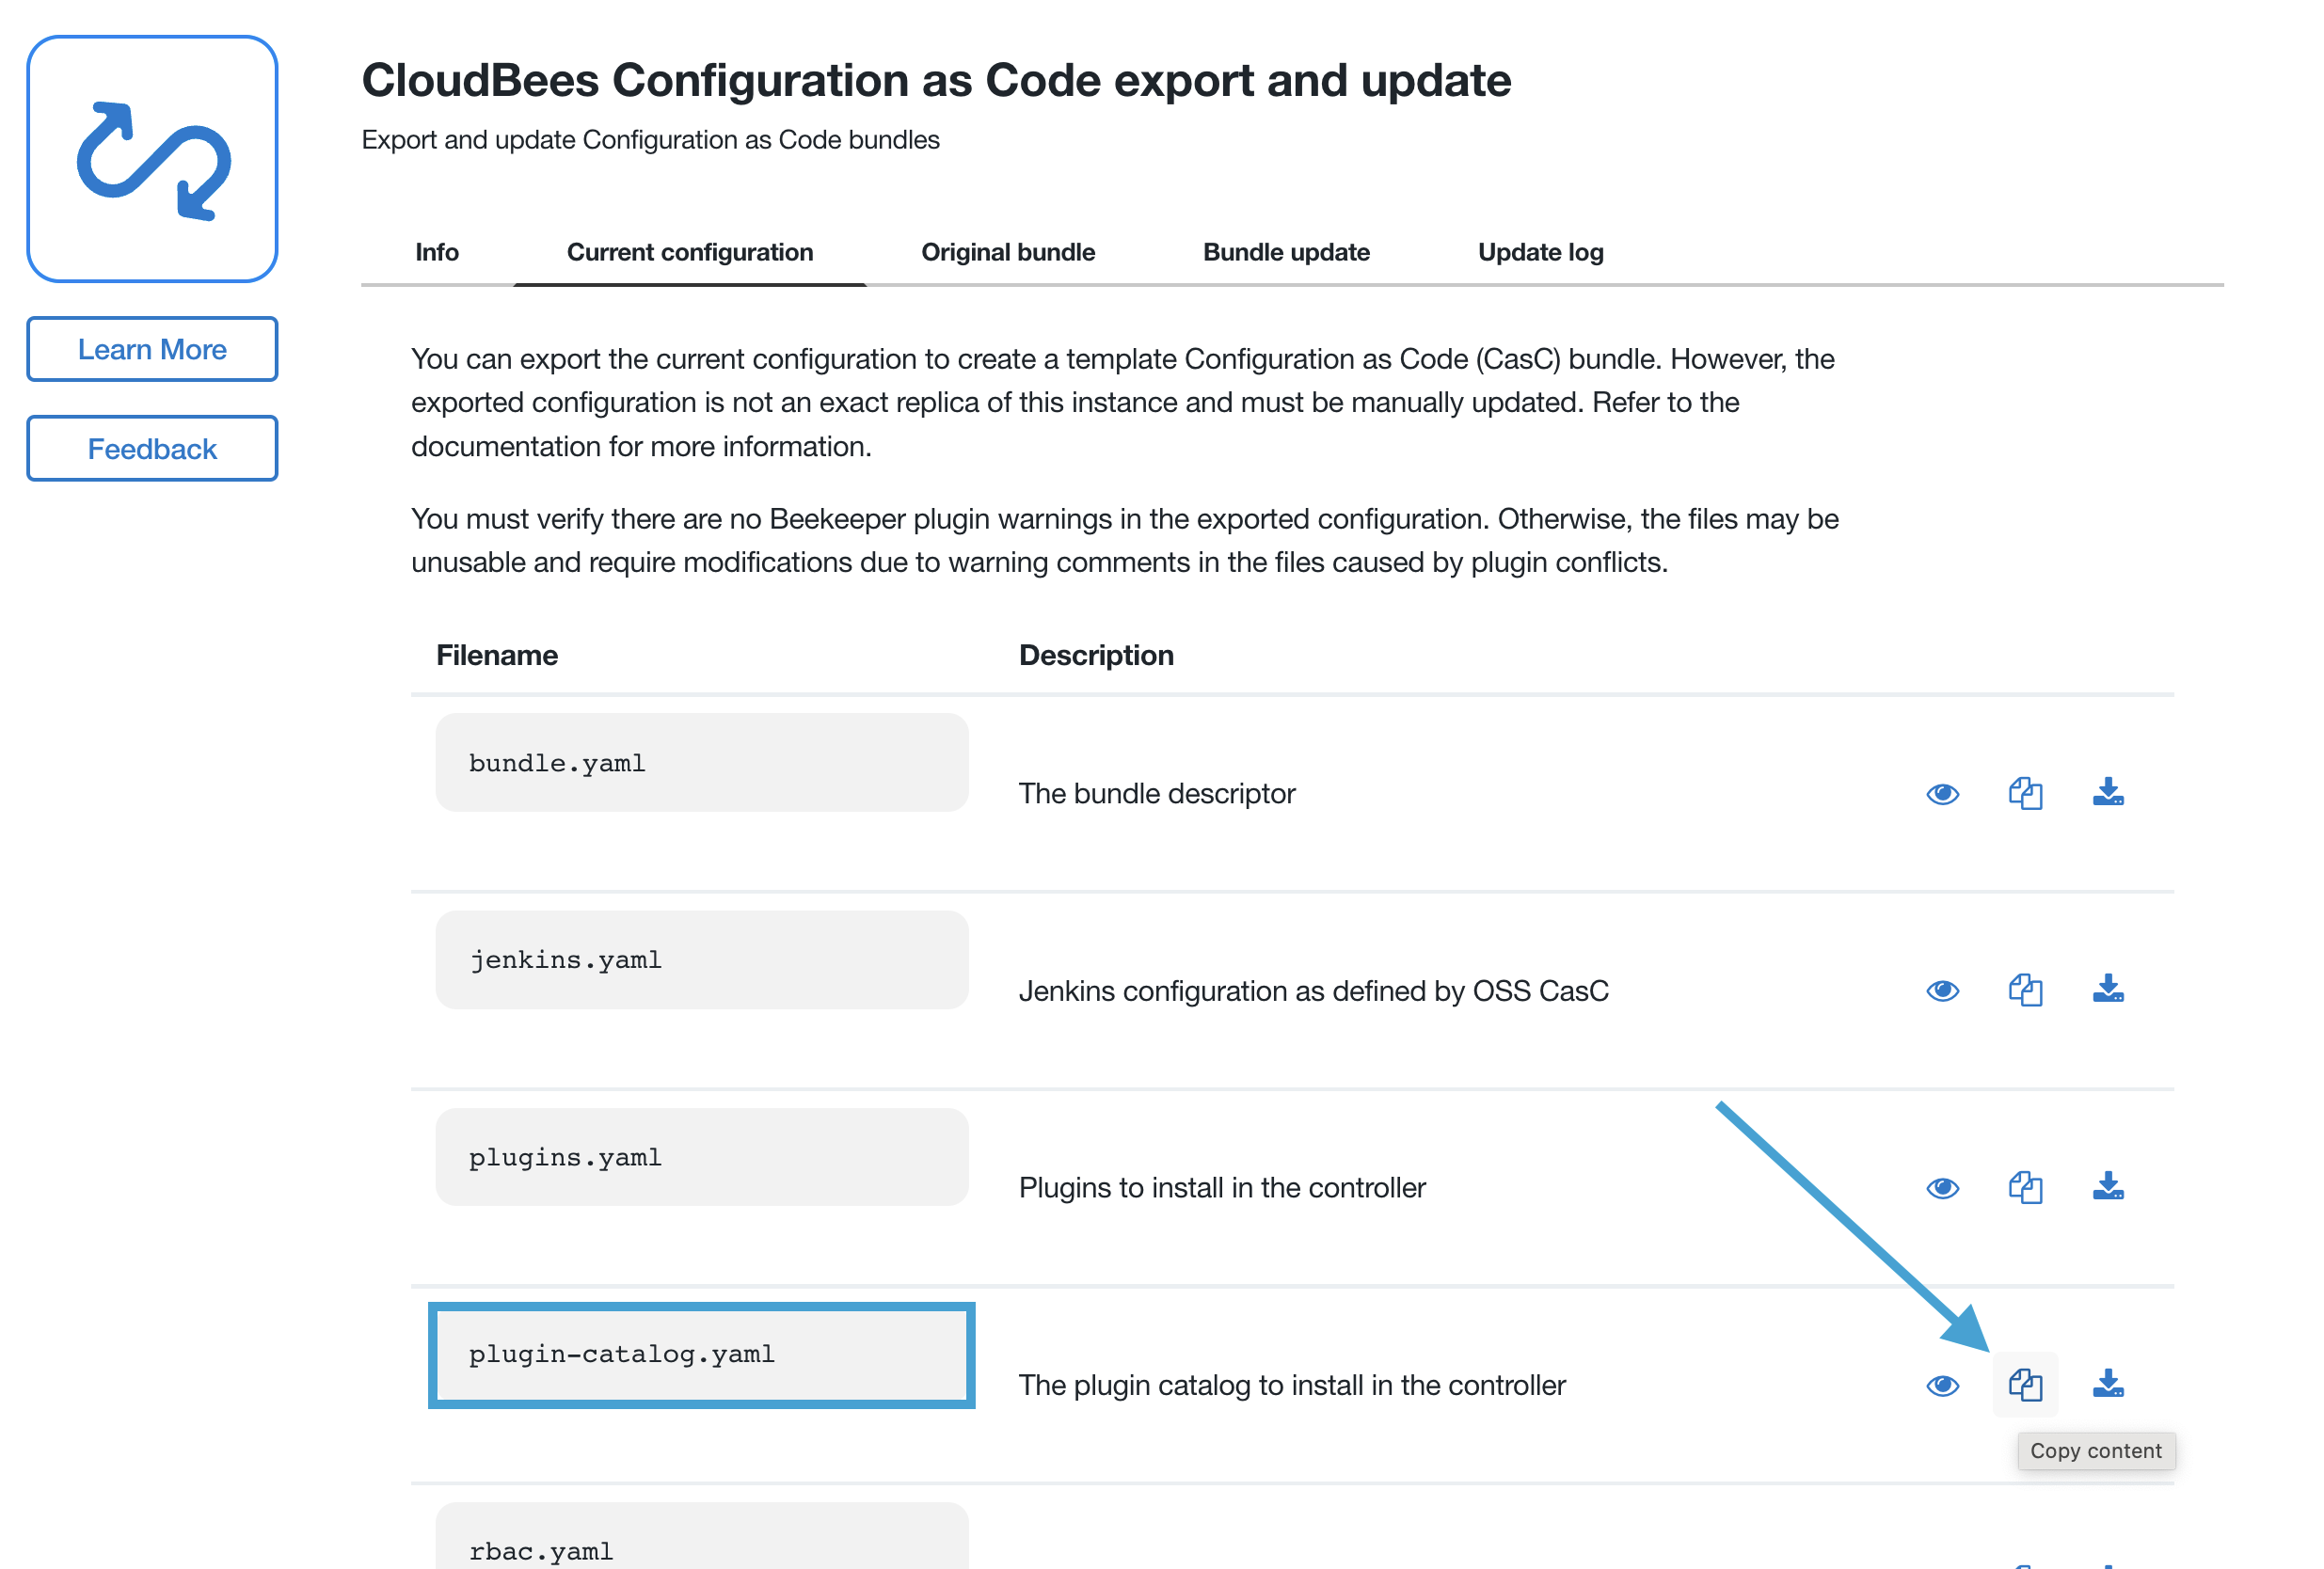 CloudBees Configuration as Code export and update
Export and update Configuration as Code bundles
Info
Current configuration
Original bundle
Bundle update
Update log
Learn More
Feedback
You can export the current configuration to create a template Configuration as Code (CasC) bundle. However, the
exported configuration is not an exact replica of this instance and must be manually updated. Refer to the
documentation for more information.
You must verify there are no Beekeeper plugin warnings in the exported configuration. Otherwise, the files may be
unusable and require modifications due to warning comments in the files caused by plugin conflicts.
Filename
Description
bundle.yaml
The bundle descriptor
jenkins.yaml
Jenkins configuration as defined by OSS CasC
plugins.yaml
Plugins to install in the controller
plugin-catalog.yaml
The plugin catalog to install in the controller
Copy content
rbac.yaml